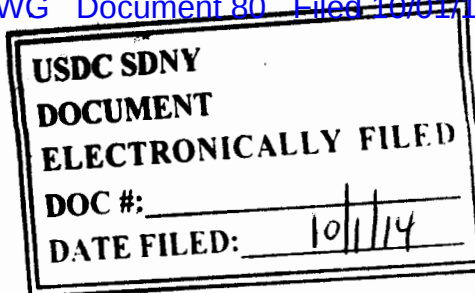 WG Document 80 Filed 10/01/1
USDC SDNY
DOCUMENT
ELECTRONICALLY FILED
DOC #:
DATE FILED: 10/1/14